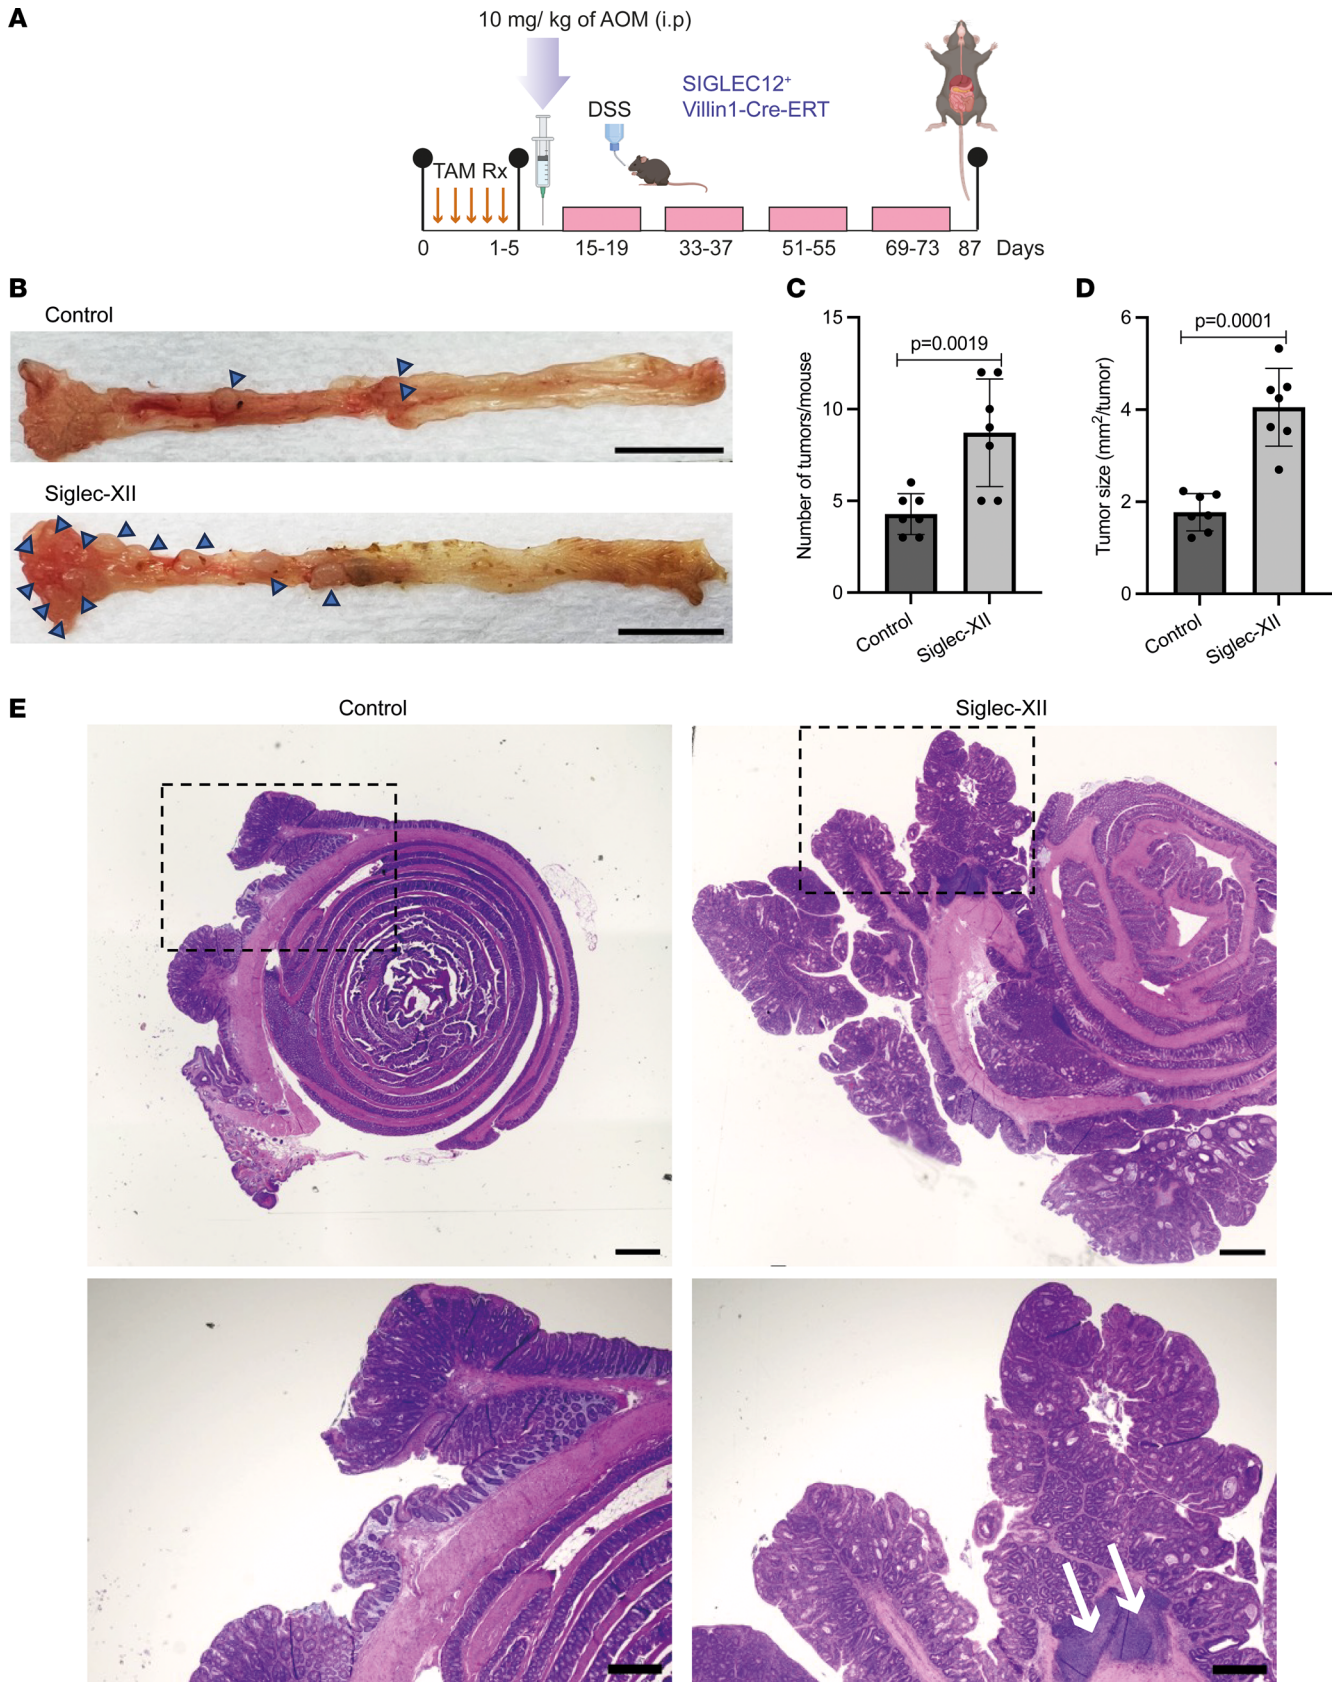 A
10 mg/ kg of AOM (i.p)
SIGLEC12⁺
Villin1-Cre-ERT
DSS
TAM Rx
0 1-5 15-19 33-37 51-55 69-73 87 Days
B
Control
Siglec-XII
C
Number of tumors/mouse
15
10
5
0
p=0.0019
Control
Siglec-XII
D
Tumor size (mm²/tumor)
6
4
2
0
p=0.0001
Control
Siglec-XII
E
Control
Siglec-XII